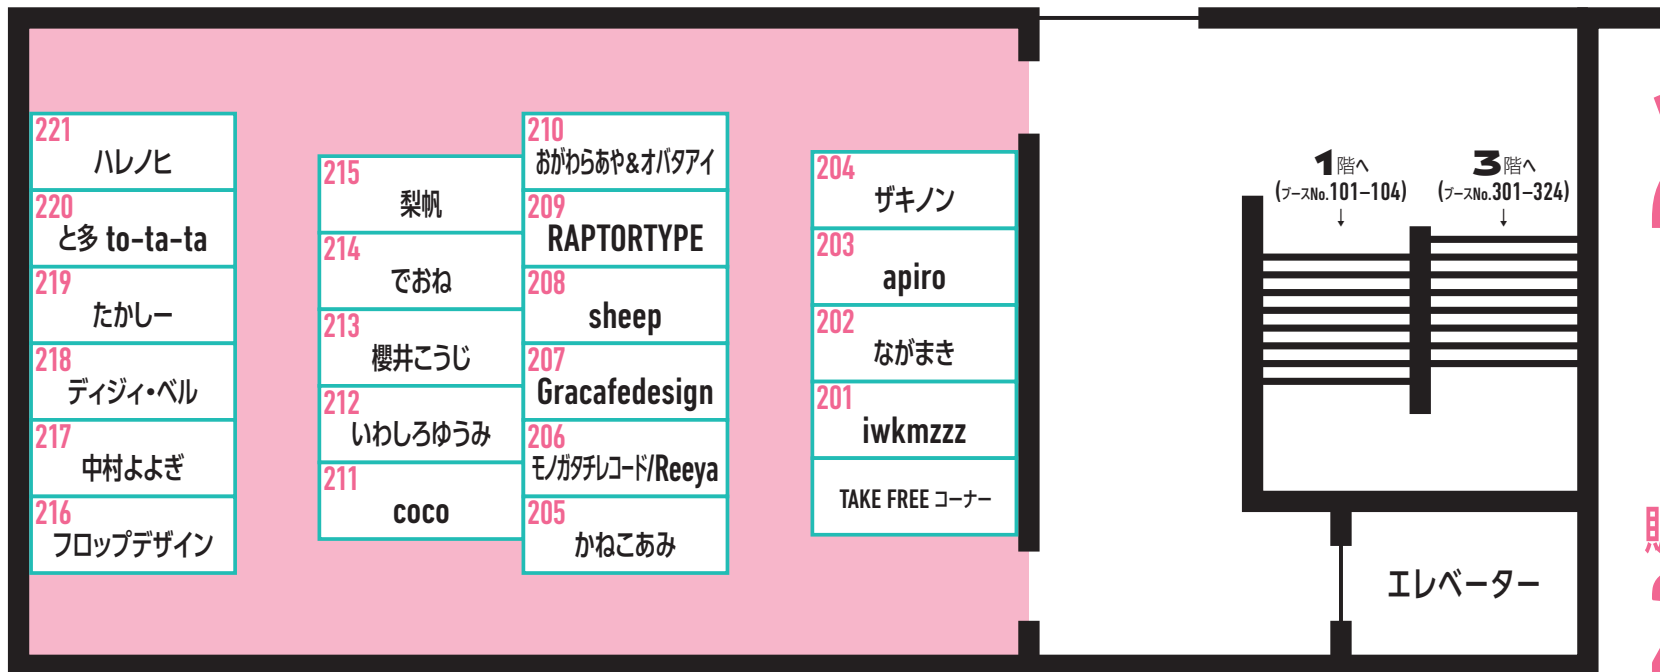 221
ハレノヒ
220
と多 to-ta-ta
219
たかしー
218
ディジィ・ベル
217
中村よよぎ
216
フロップデザイン
215
梨帆
214
でおね
213
櫻井こうじ
212
いわしろゆうみ
211
coco
210
おがわらあや&オバタアイ
209
RAPTORTYPE
208
sheep
207
Gracafedesign
206
モノガタチレコード/Reeya
205
かねこあみ
204
ザキノン
203
apiro
202
ながまき
201
iwkmzzz
TAKE FREE コーナー
1階へ
(ブースNo.101–104)
↓
3階へ
(ブースNo.301–324)
↓
エレベーター